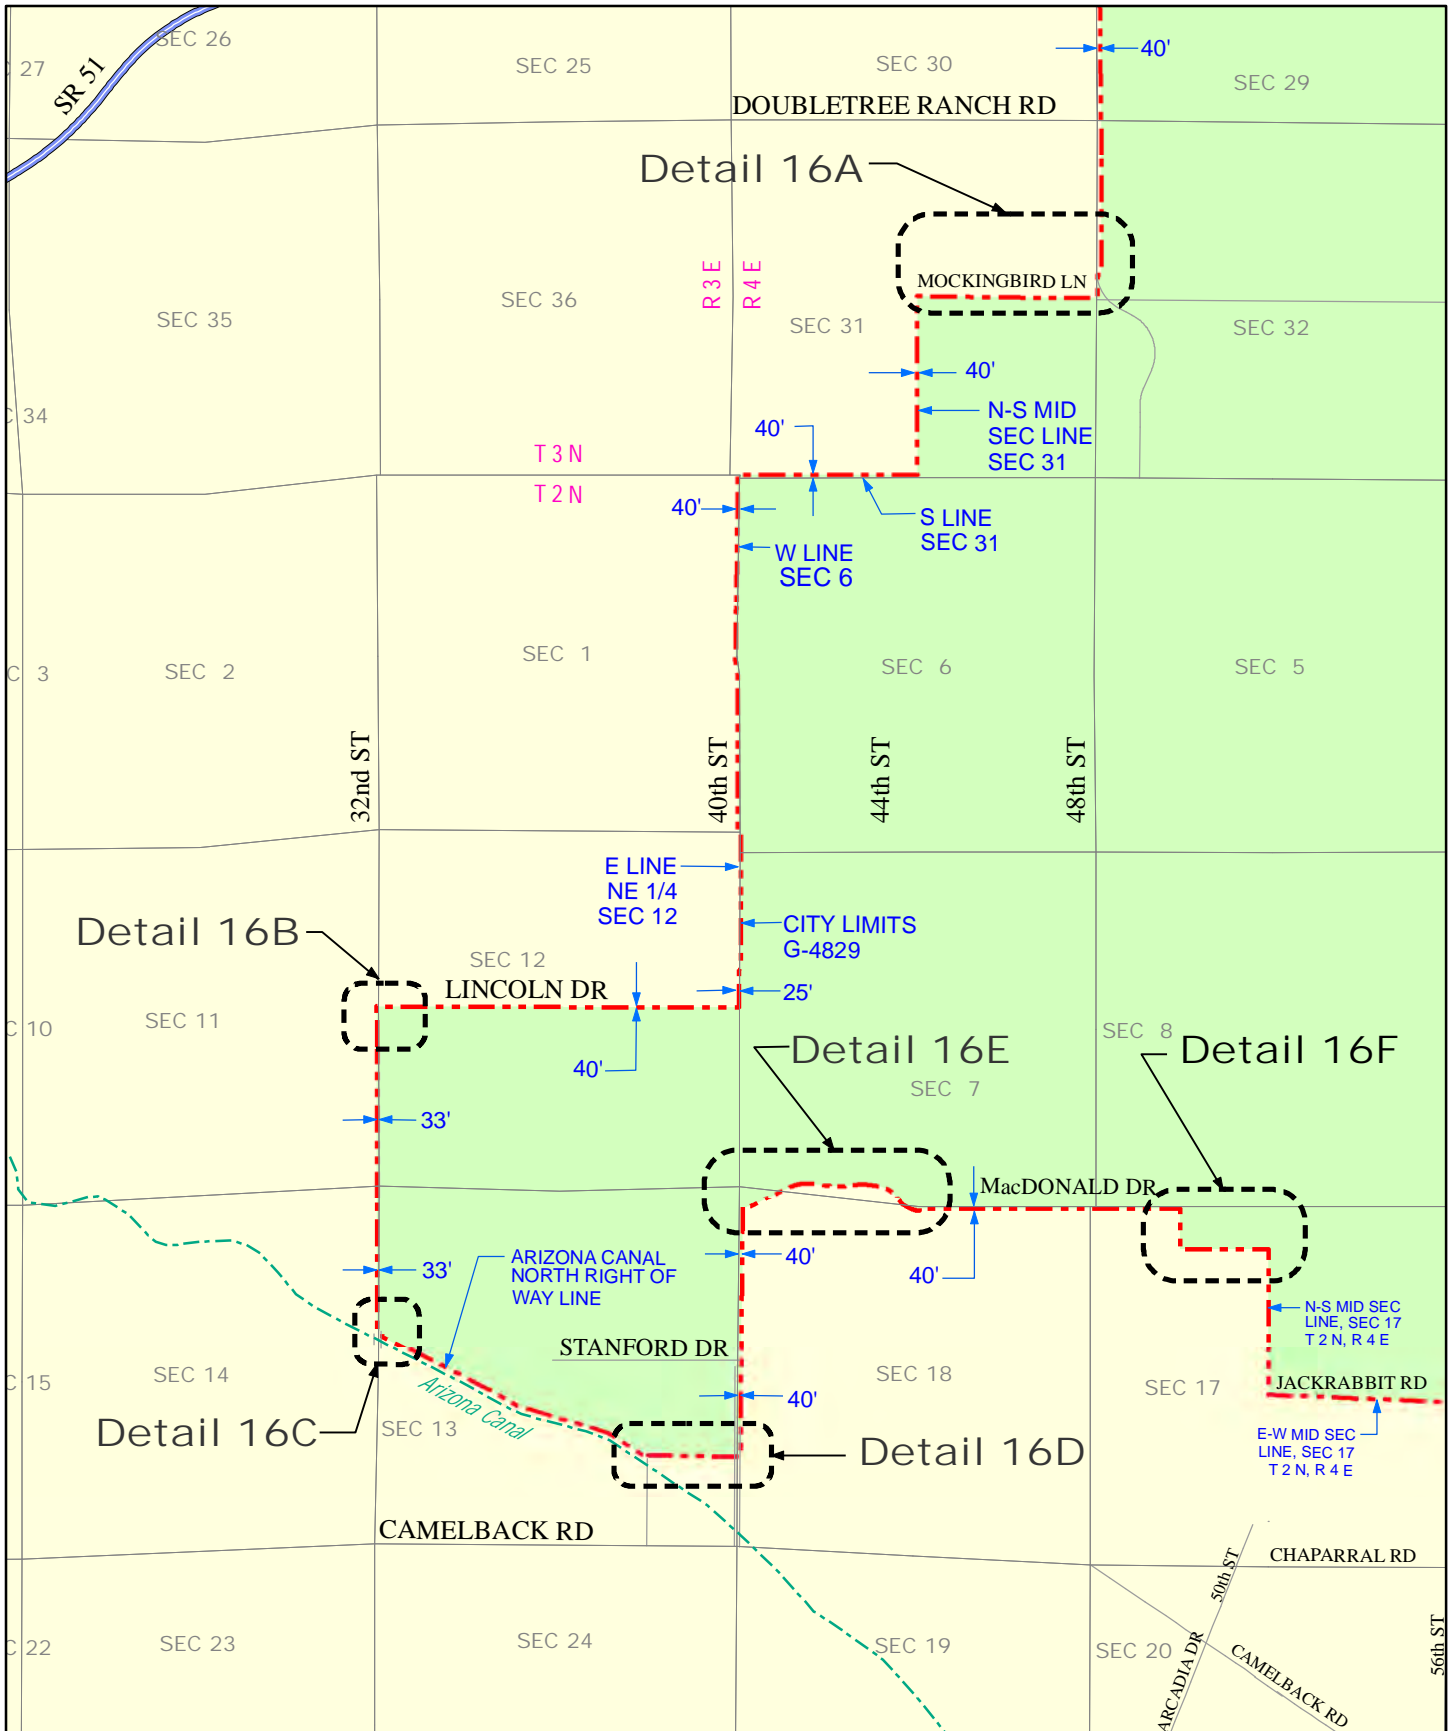 SEC 26
40'
27
SEC 25
SEC 30
SEC 29
SR 51
DOUBLETREE RANCH RD
Detail 16A
R 3 E
R 4 E
MOCKINGBIRD LN
SEC 36
SEC 35
SEC 31
SEC 32
40'
C 34
N-S MID
SEC LINE
SEC 31
40'
T 3 N
T 2 N
40'
S LINE
SEC 31
W LINE
SEC 6
SEC 1
SEC 2
C 3
SEC 6
SEC 5
32nd ST
40th ST
44th ST
48th ST
E LINE
NE 1/4
SEC 12
CITY LIMITS
G-4829
Detail 16B
SEC 12
LINCOLN DR
25'
SEC 11
C 10
SEC 8
Detail 16E
Detail 16F
40'
SEC 7
33'
MacDONALD DR
40'
40'
33'
ARIZONA CANAL
NORTH RIGHT OF
WAY LINE
N-S MID SEC
LINE, SEC 17
T 2 N, R 4 E
STANFORD DR
SEC 14
C 15
SEC 18
SEC 17
JACKRABBIT RD
40'
Arizona Canal
SEC 13
Detail 16C
Detail 16D
E-W MID SEC
LINE, SEC 17
T 2 N, R 4 E
CAMELBACK RD
CHAPARRAL RD
50th ST
56th ST
C 22
SEC 23
SEC 24
SEC 19
SEC 20
ARCADIA DR
CAMELBACK RD